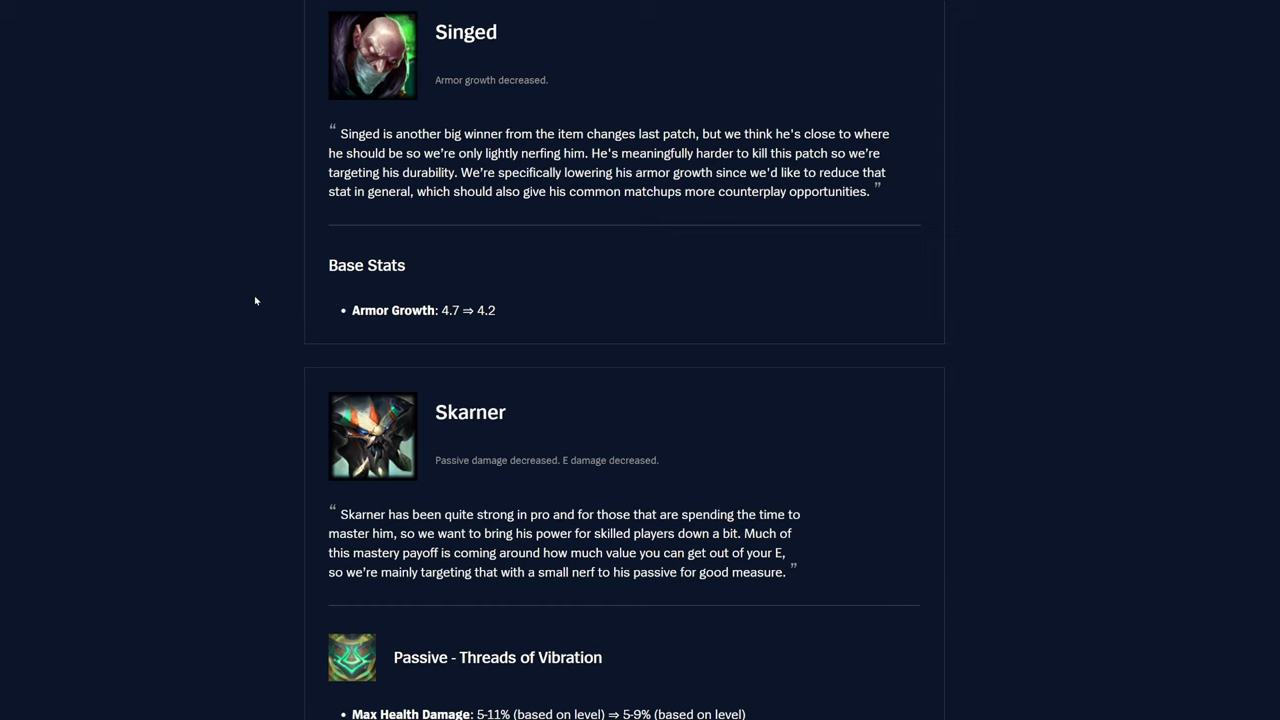 Singed
Armor growth decreased.
“ Singed is another big winner from the item changes last patch, but we think he's close to where
he should be so we’re only lightly nerfing him. He's meaningfully harder to kill this patch so we’re
targeting his durability. We’re specifically lowering his armor growth since we’d like to reduce that
stat in general, which should also give his common matchups more counterplay opportunities. ”
Base Stats
• Armor Growth: 4.7 ⇒ 4.2
Skarner
Passive damage decreased. E damage decreased.
“ Skarner has been quite strong in pro and for those that are spending the time to
master him, so we want to bring his power for skilled players down a bit. Much of
this mastery payoff is coming around how much value you can get out of your E,
so we’re mainly targeting that with a small nerf to his passive for good measure. ”
Passive - Threads of Vibration
• Max Health Damage: 5-11% (based on level) ⇒ 5-9% (based on level)